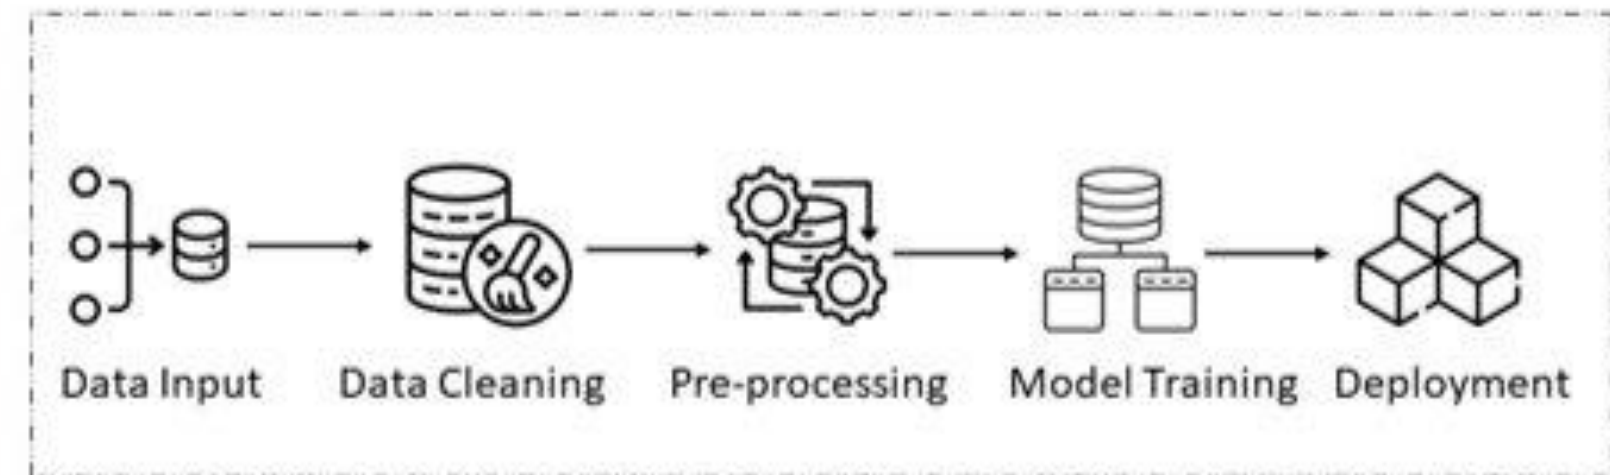 Data Input Data Cleaning Pre-processing Model Training Deployment